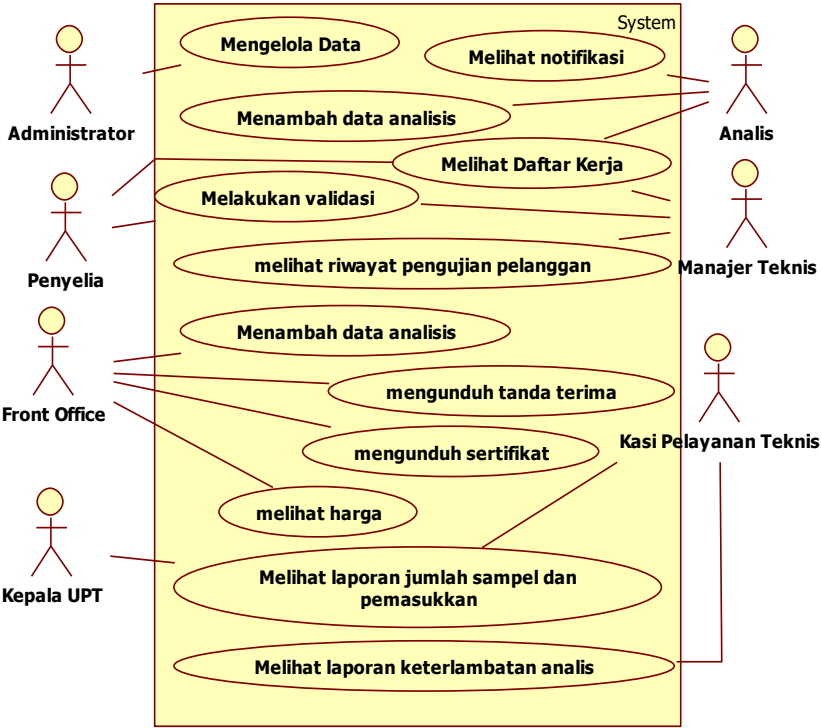 System
Mengelola Data
Melihat notifikasi
Administrator
Menambah data analisis
Analis
Melihat Daftar Kerja
Melakukan validasi
Penyelia
melihat riwayat pengujian pelanggan
Manajer Teknis
Menambah data analisis
Front Office
mengunduh tanda terima
Kasi Pelayanan Teknis
mengunduh sertifikat
melihat harga
Kepala UPT
Melihat laporan jumlah sampel dan
pemasukkan
Melihat laporan keterlambatan analis